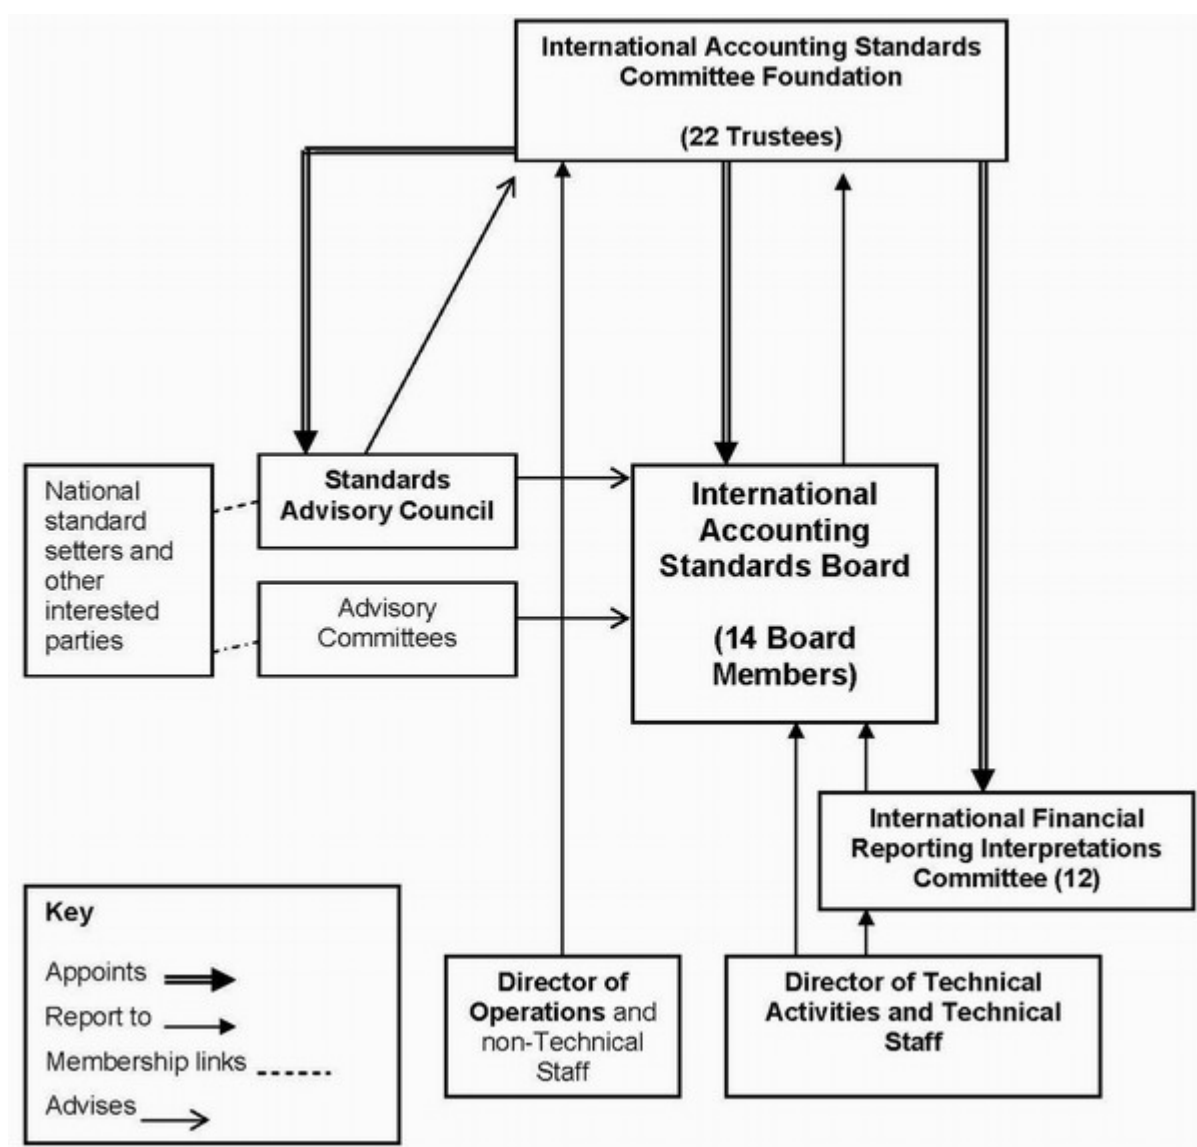 International Accounting Standards
Committee Foundation
(22 Trustees)
National
standard
setters and
other
interested
parties
Standards
Advisory Council
Advisory
Committees
International
Accounting
Standards Board
(14 Board
Members)
International Financial
Reporting Interpretations
Committee (12)
Key
Appoints
Report to
Membership links
Advises
Director of
Operations and
non-Technical
Staff
Director of Technical
Activities and Technical
Staff